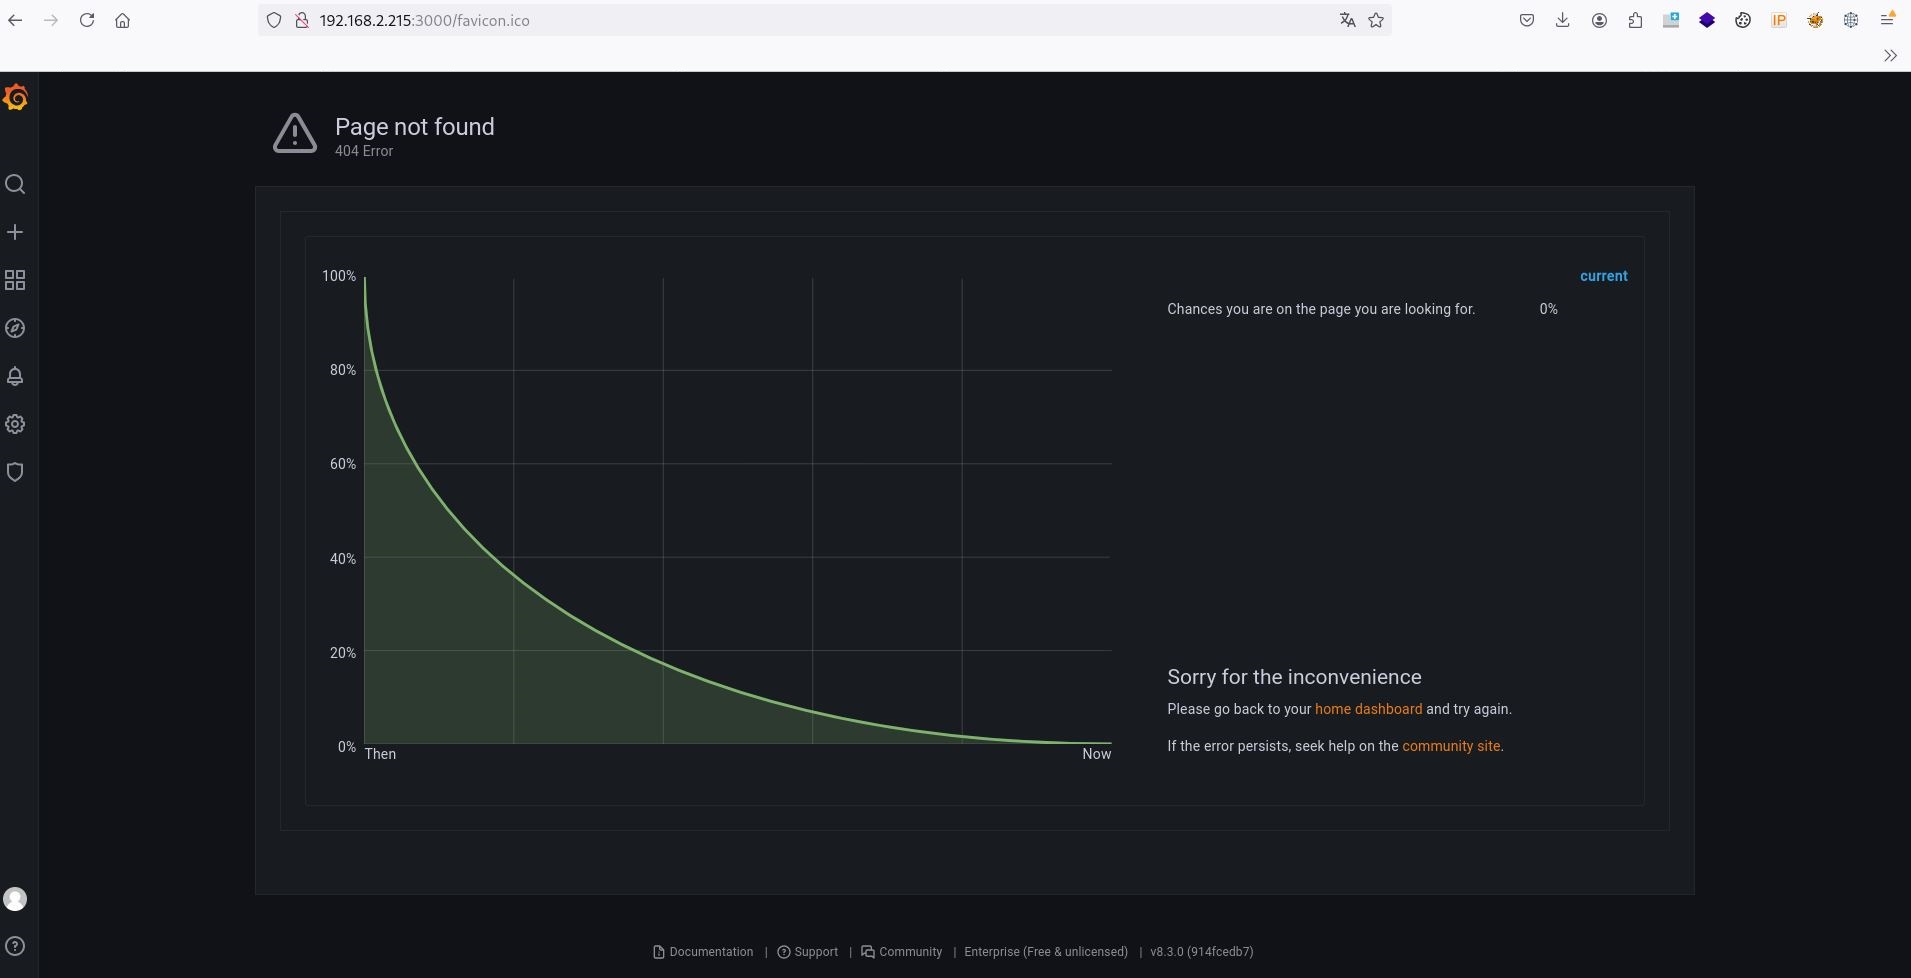 192.168.2.215:3000/favicon.ico
IP
Page not found
404 Error
100%
80%
60%
40%
20%
0%
Then
Now
current
Chances you are on the page you are looking for.
0%
Sorry for the inconvenience
Please go back to your home dashboard and try again.
If the error persists, seek help on the community site.
Documentation | Support | Community | Enterprise (Free & unlicensed) | v8.3.0 (914fcedb7)